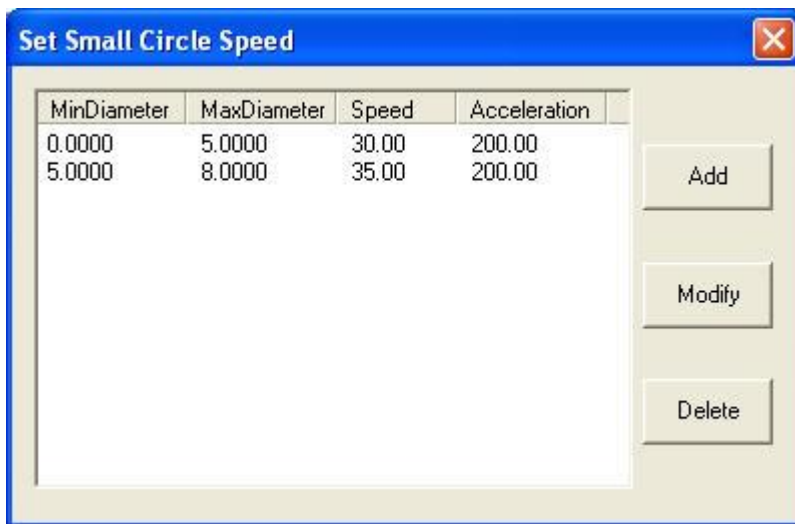 Set Small Circle Speed
MinDiameter MaxDiameter Speed Acceleration
0.0000 5.0000 30.00 200.00
5.0000 8.0000 35.00 200.00
Add
Modify
Delete